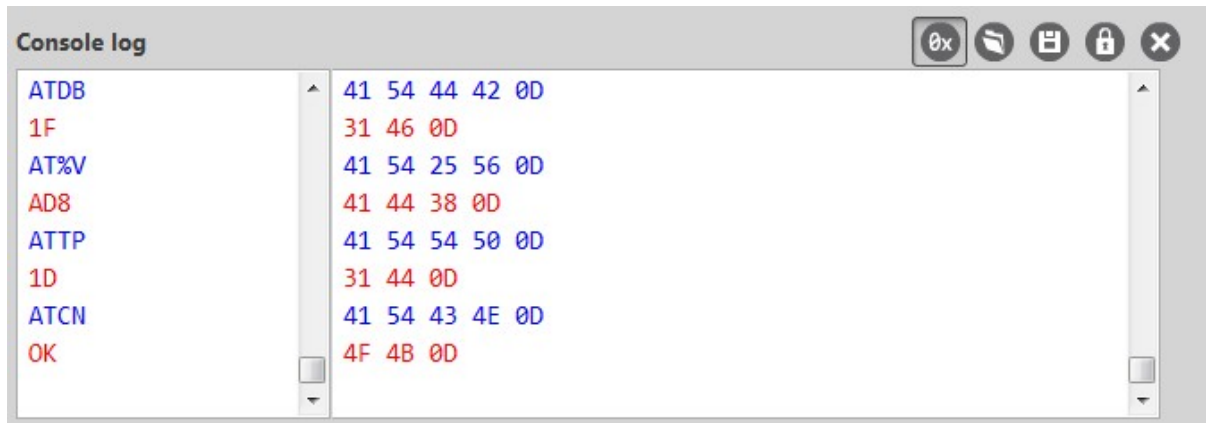 Console log 0x
ATDB 41 54 44 42 0D
1F 31 46 0D
AT%V 41 54 25 56 0D
AD8 41 44 38 0D
ATTP 41 54 54 50 0D
1D 31 44 0D
ATCN 41 54 43 4E 0D
OK 4F 4B 0D